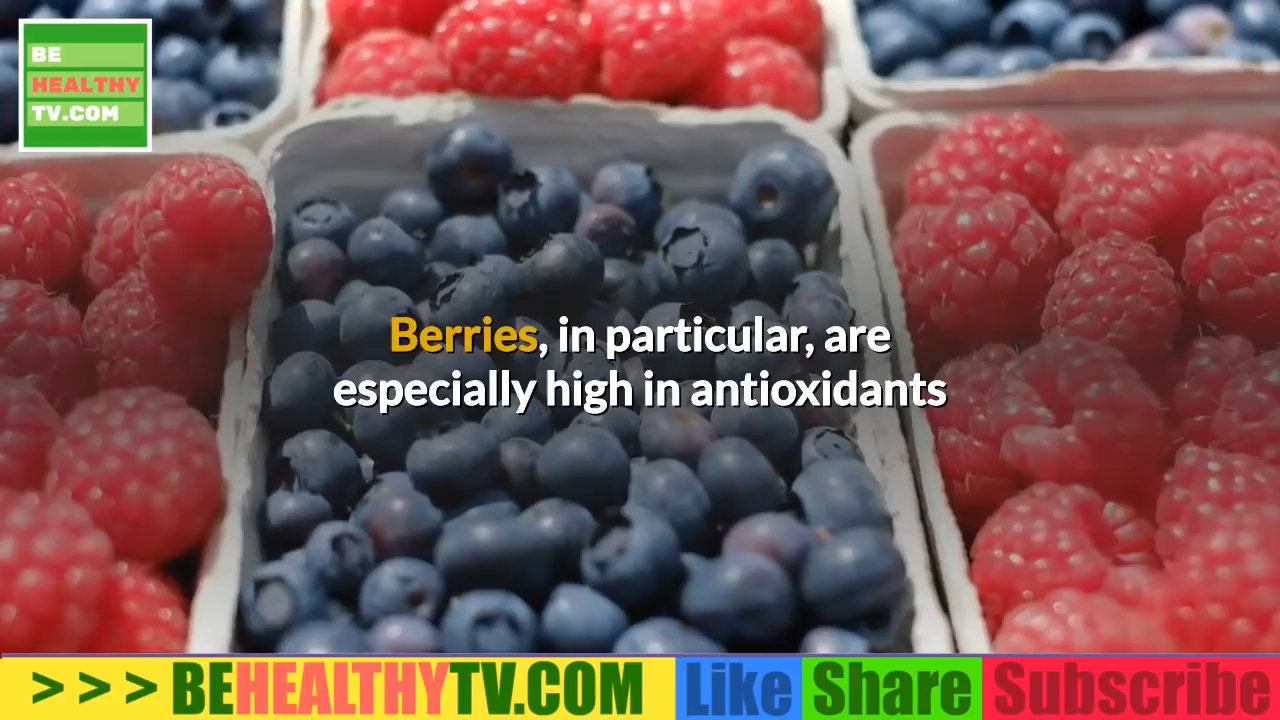 BE
HEALTHY
TV.COM
Berries, in particular, are
especially high in antioxidants
> > > BEHEALTHYTV.COM Like Share Subscribe